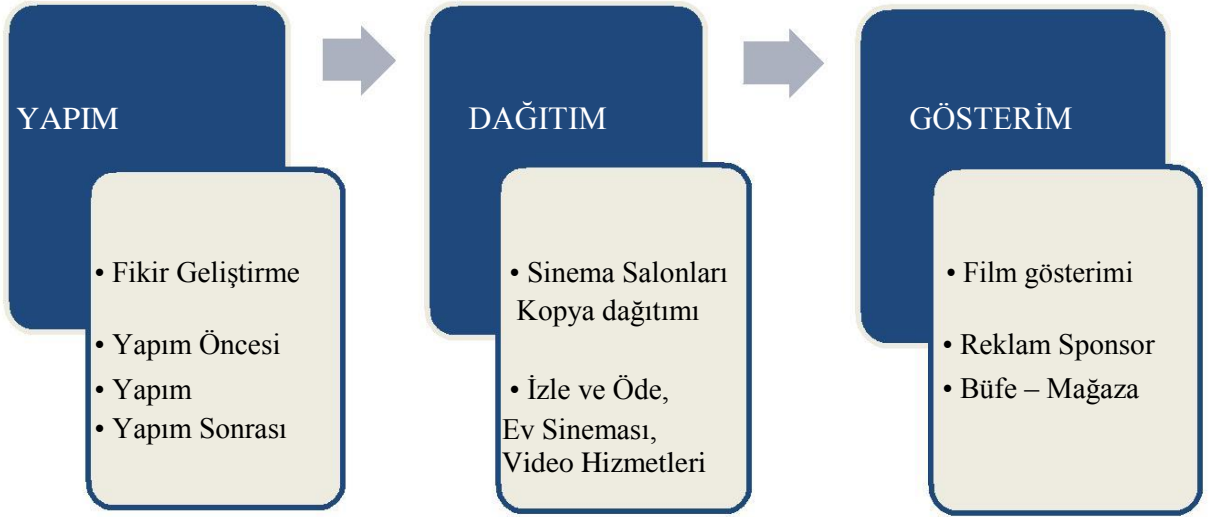 YAPIM
• Fikir Geliştirme
• Yapım Öncesi
• Yapım
• Yapım Sonrası
DAĞITIM
• Sinema Salonları
Kopya dağıtımı
• İzle ve Öde,
Ev Sineması,
Video Hizmetleri
GÖSTERİM
• Film gösterimi
• Reklam Sponsor
• Büfe – Mağaza